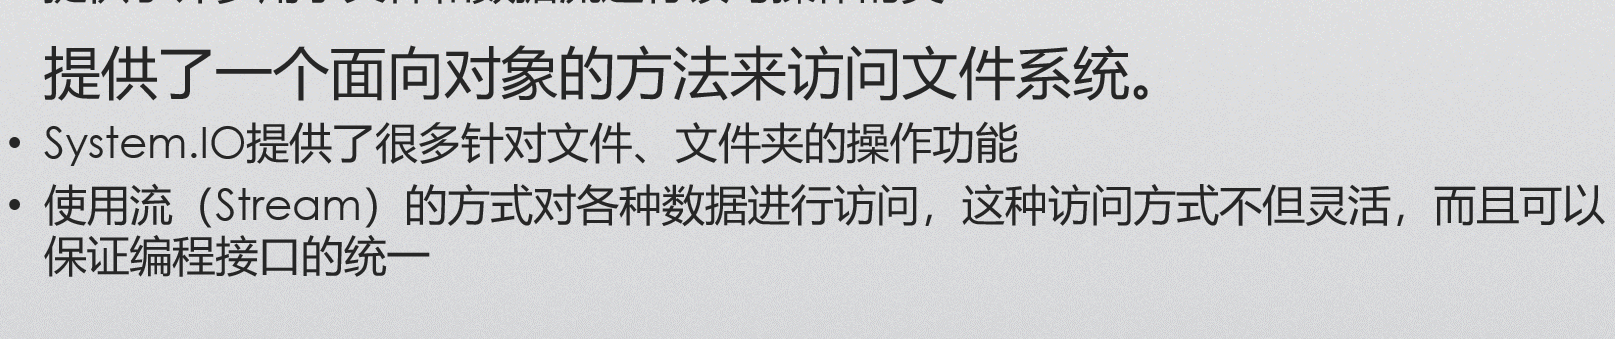 提供了一个面向对象的方法来访问文件系统。
• System.IO提供了很多针对文件、文件夹的操作功能
• 使用流（Stream）的方式对各种数据进行访问，这种访问方式不但灵活，而且可以
保证编程接口的统一